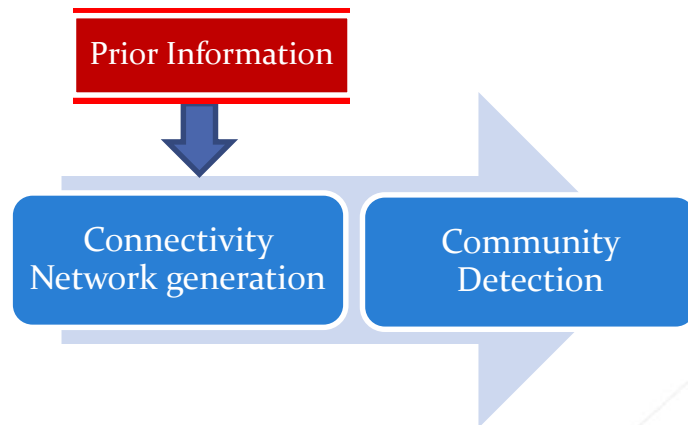 Prior Information
Connectivity
Network generation
Community
Detection